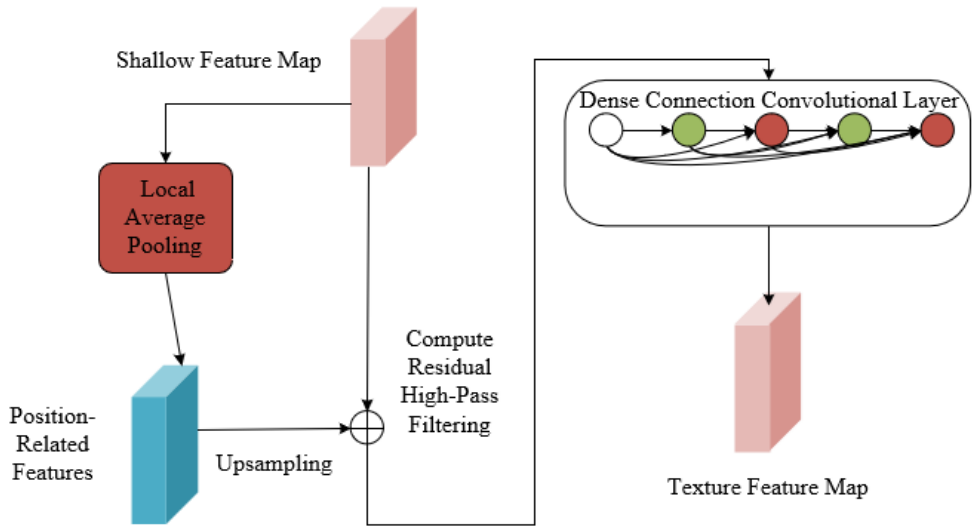 Shallow Feature Map
Local
Average
Pooling
Position-
Related
Features
Upsampling
Compute
Residual
High-Pass
Filtering
Dense Connection Convolutional Layer
Texture Feature Map